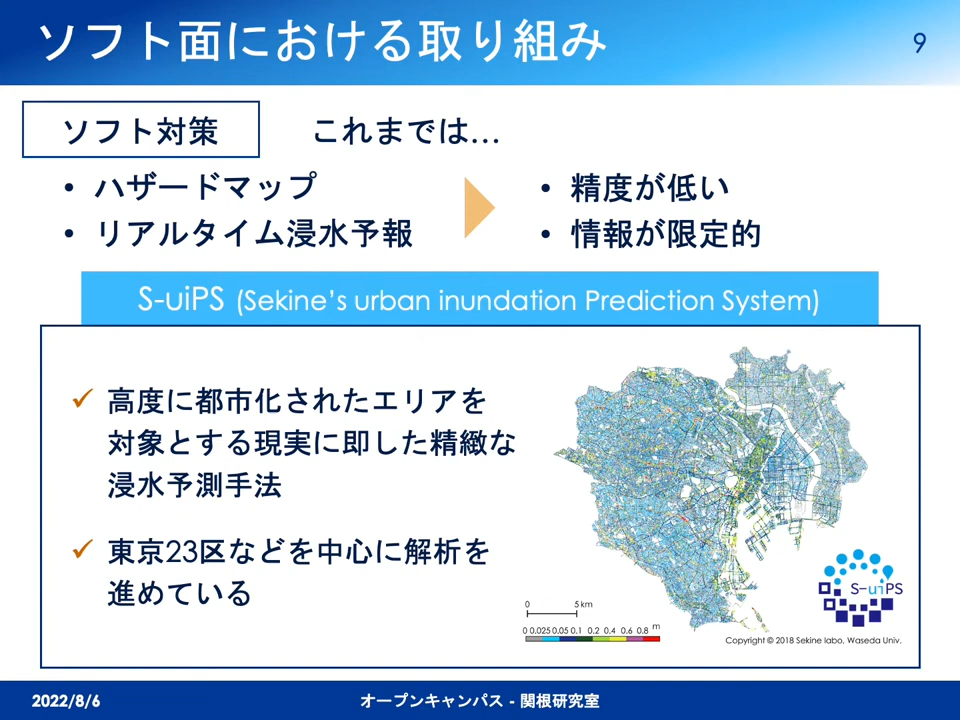 ソフト面における取り組み
9
ソフト対策
これまでは…
• ハザードマップ
• リアルタイム浸水予報
• 精度が低い
• 情報が限定的
S-uiPS (Sekine's urban inundation Prediction System)
✓ 高度に都市化されたエリアを
対象とする現実に即した精緻な
浸水予測手法
✓ 東京23区などを中心に解析を
進めている
0 5 km
0 0.025 0.05 0.1 0.2 0.4 0.6 0.8 m
S-uiPS
Copyright © 2018 Sekine labo. Waseda Univ.
2022/8/6
オープンキャンパス - 関根研究室